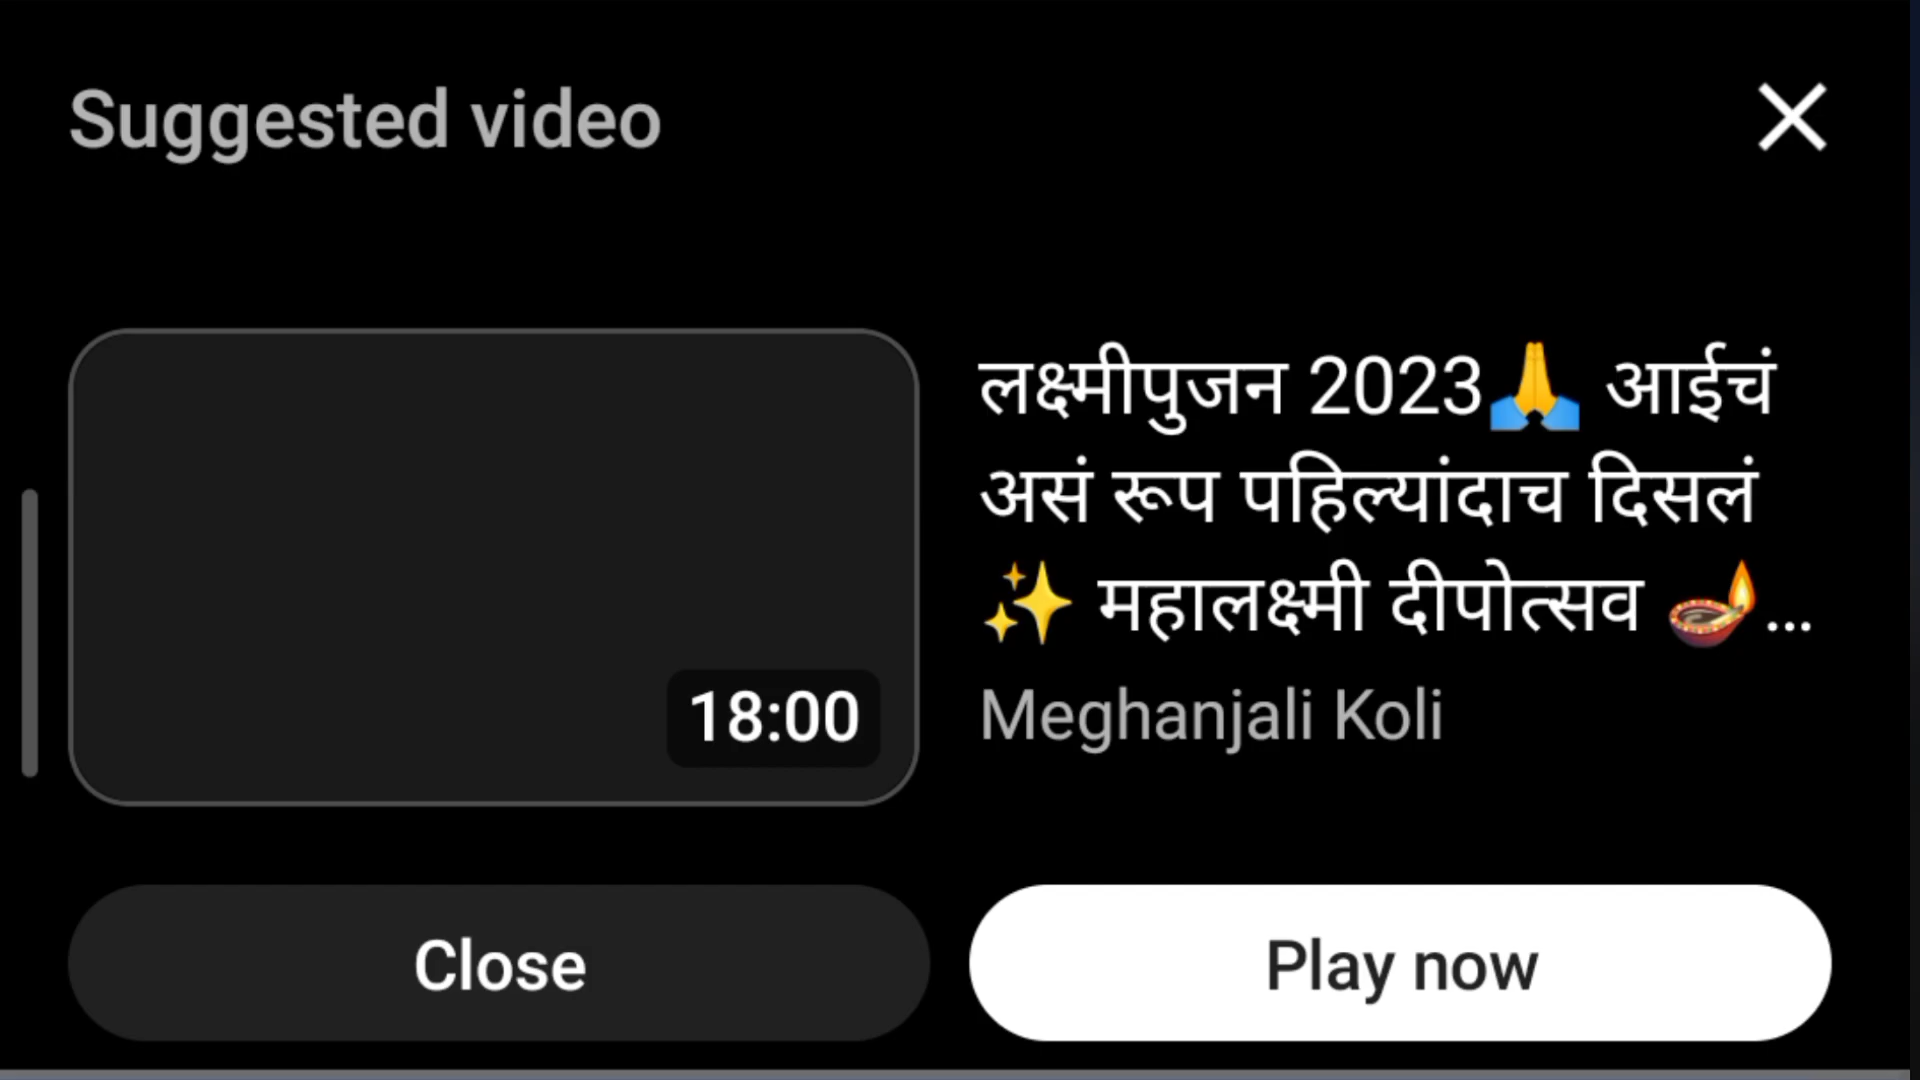 Suggested video
लक्ष्मीपुजन 2023🙏 आईचं
असं रूप पहिल्यांदाच दिसलं
✨ महालक्ष्मी दीपोत्सव 🪔...
Meghanjali Koli
18:00
Close
Play now